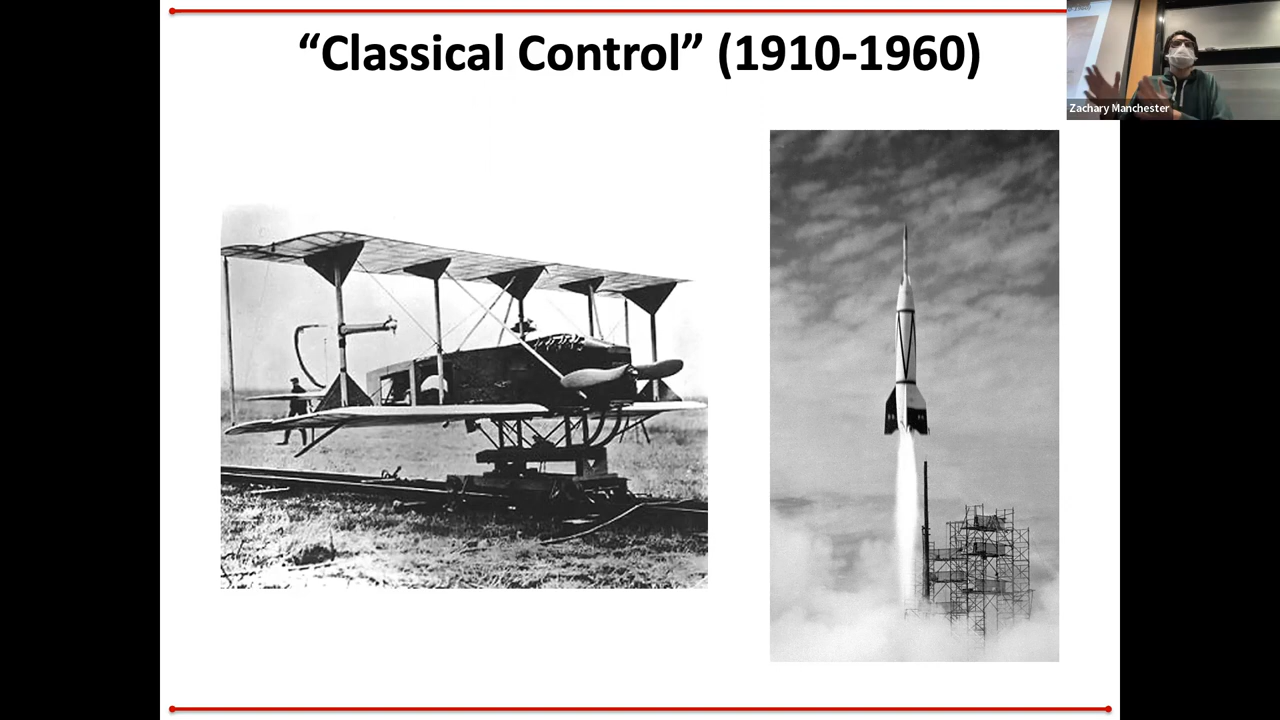 “Classical Control” (1910-1960)
Zachary Manchester